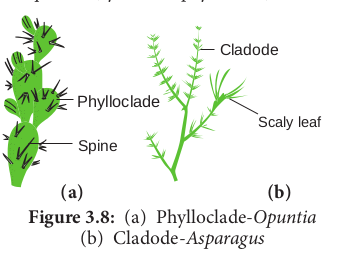 Cladode
Phylloclade
Scaly leaf
Spine
(a)
(b)
Figure 3.8: (a) Phylloclade-Opuntia
(b) Cladode-Asparagus